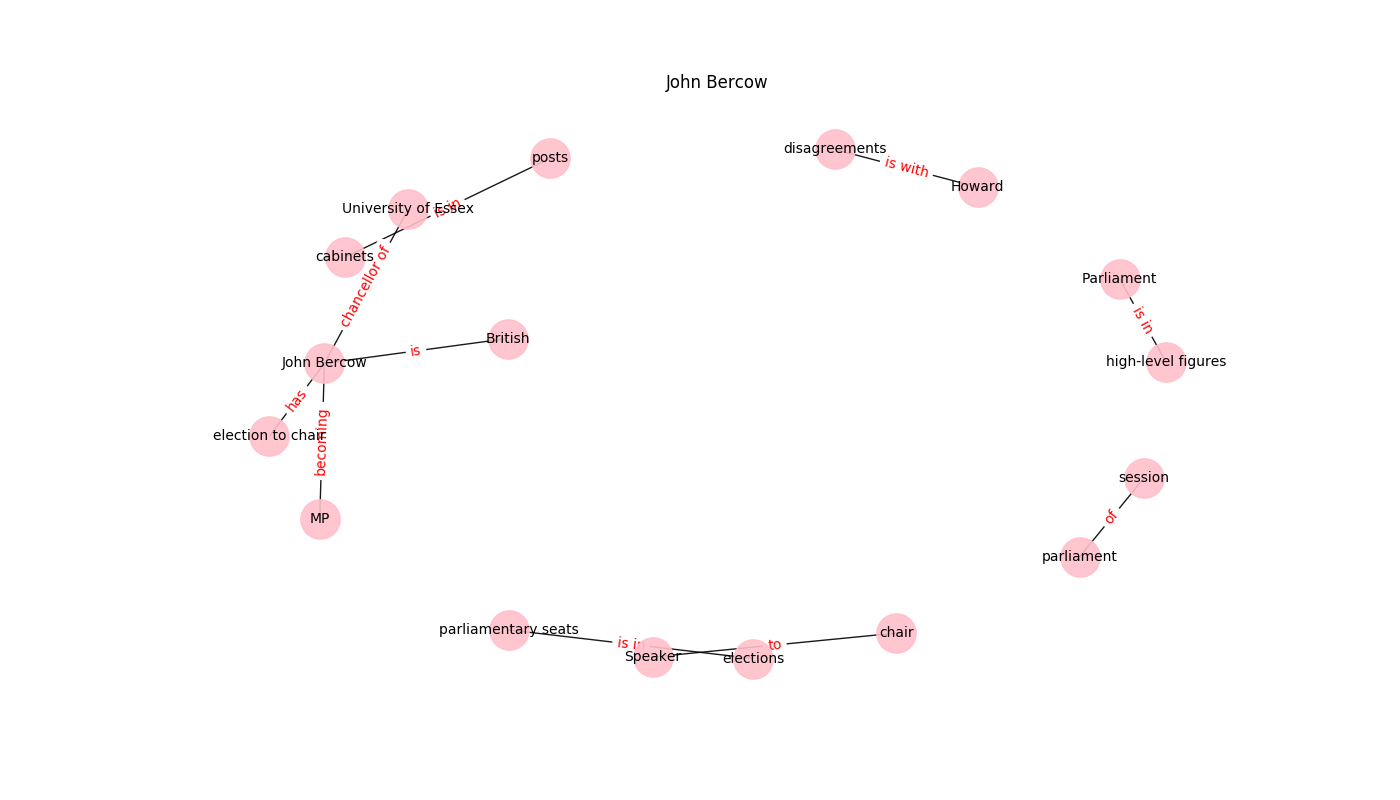 John Bercow
disagreements
posts
is with
Howard
University of Essex
is in
cabinets
chancellor of
Parliament
is in
British
is
John Bercow
high-level figures
has
election to chair
becoming
session
MP
of
parliament
parliamentary seats
is in
Speaker
to
elections
chair